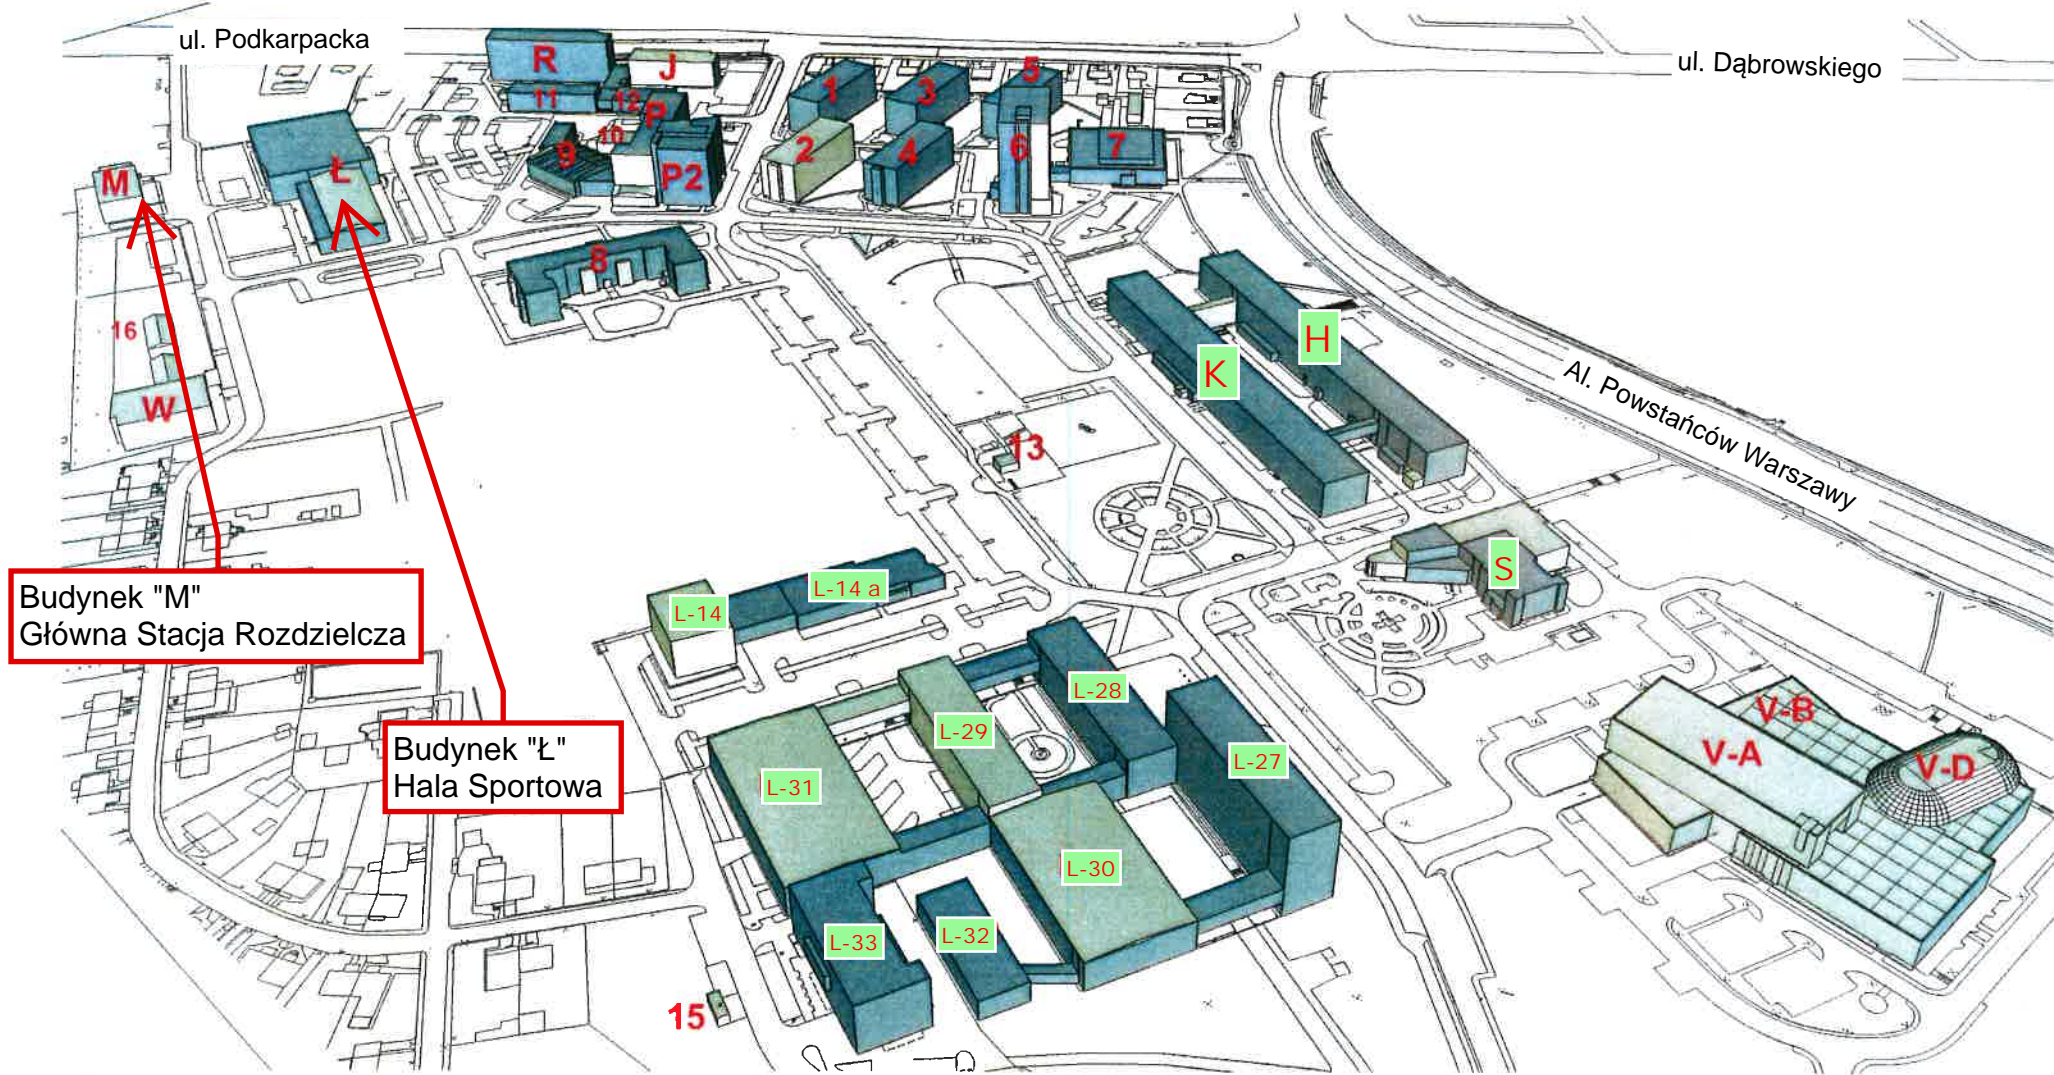 ul. Podkarpacka
ul. Dąbrowskiego
R
J
5
11
12
P
1
3
10
9
P2
2
4
6
7
M
Ł
8
16
W
H
K
Al. Powstańców Warszawy
13
S
Budynek "M"
Główna Stacja Rozdzielcza
L-14
L-14 a
L-28
L-29
L-27
V-B
V-A
V-D
Budynek "Ł"
Hala Sportowa
L-31
L-30
L-33
L-32
15